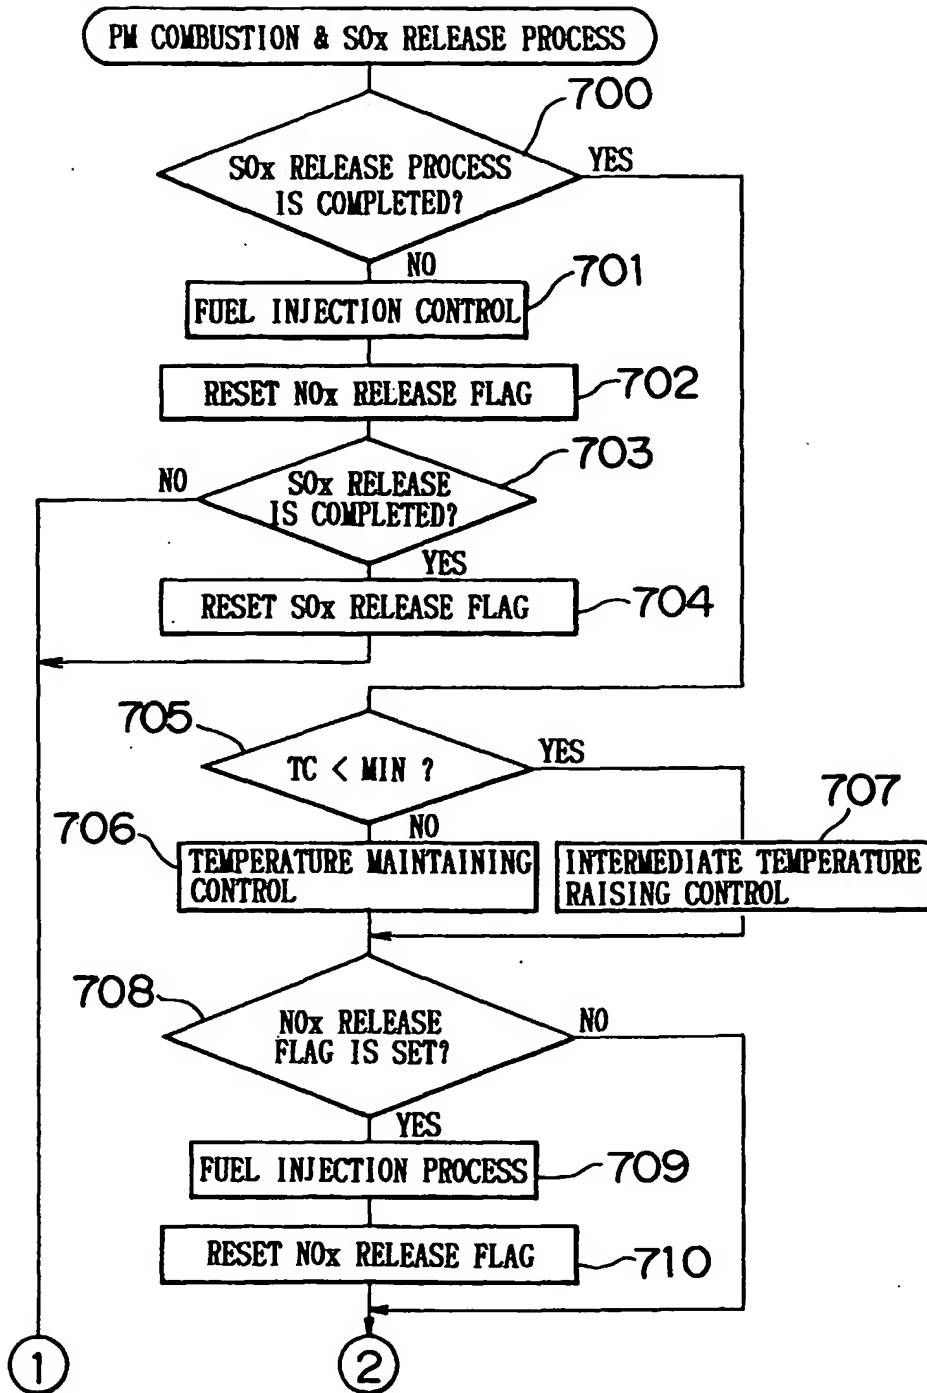 PM COMBUSTION & SOx RELEASE PROCESS
700
SOx RELEASE PROCESS
IS COMPLETED?
YES
NO
701
FUEL INJECTION CONTROL
RESET NOx RELEASE FLAG
702
703
NO
SOx RELEASE
IS COMPLETED?
YES
RESET SOx RELEASE FLAG
704
705
TC < MIN ?
YES
707
706
NO
TEMPERATURE MAINTAINING
CONTROL
INTERMEDIATE TEMPERATURE
RAISING CONTROL
708
NOx RELEASE
FLAG IS SET?
NO
YES
FUEL INJECTION PROCESS
709
RESET NOx RELEASE FLAG
710
1
2